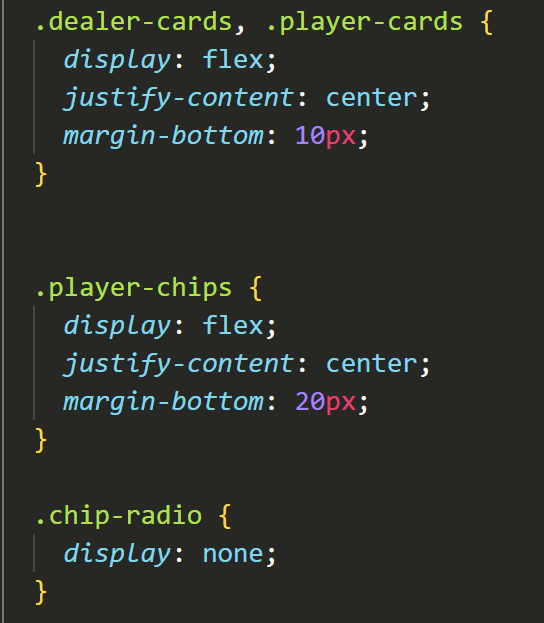 .dealer-cards, .player-cards {
  display: flex;
  justify-content: center;
  margin-bottom: 10px;
}
.player-chips {
  display: flex;
  justify-content: center;
  margin-bottom: 20px;
}
.chip-radio {
  display: none;
}